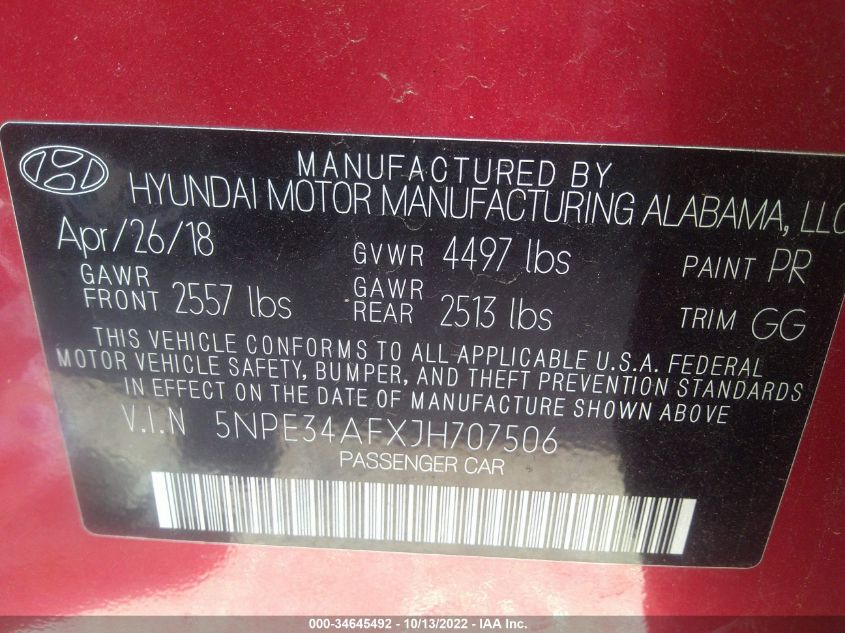 MANUFACTURED BY
HYUNDAI MOTOR MANUFACTURING ALABAMA, LLC
Apr/26/18 GVWR 4497 lbs PAINT PR
GAWR FRONT 2557 lbs GAWR REAR 2513 lbs TRIM GG
THIS VEHICLE CONFORMS TO ALL APPLICABLE U.S.A. FEDERAL
MOTOR VEHICLE SAFETY, BUMPER, AND THEFT PREVENTION STANDARDS
IN EFFECT ON THE DATE OF MANUFACTURE SHOWN ABOVE.
V.I.N 5NPE34AFXJH707506
PASSENGER CAR
000-34645492 - 10/13/2022 - IAA Inc.